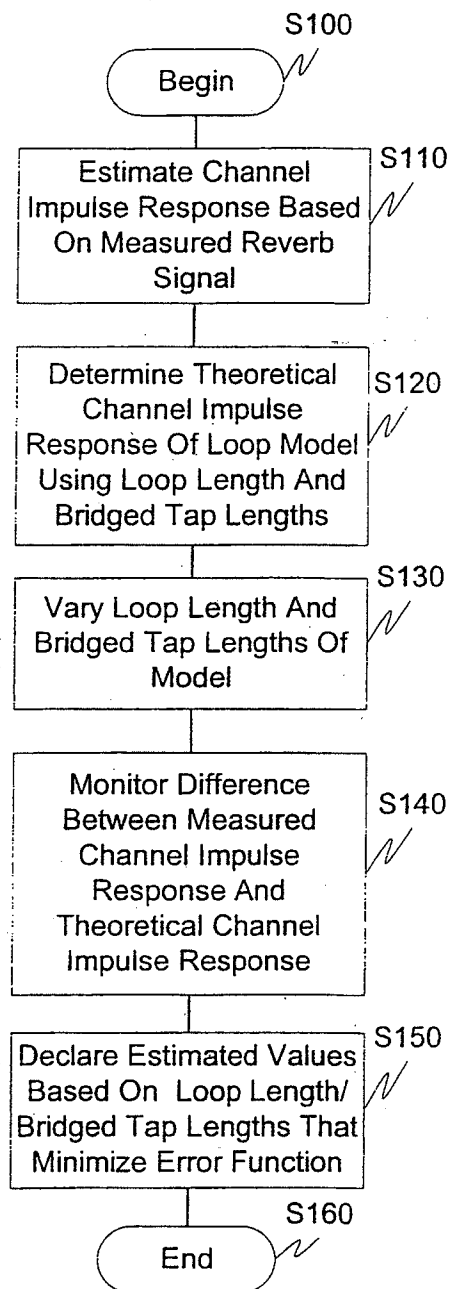 S100
Begin
S110
Estimate Channel
Impulse Response Based
On Measured Reverb
Signal
S120
Determine Theoretical
Channel Impulse
Response Of Loop Model
Using Loop Length And
Bridged Tap Lengths
S130
Vary Loop Length And
Bridged Tap Lengths Of
Model
S140
Monitor Difference
Between Measured
Channel Impulse
Response And
Theoretical Channel
Impulse Response
S150
Declare Estimated Values
Based On Loop Length/
Bridged Tap Lengths That
Minimize Error Function
S160
End